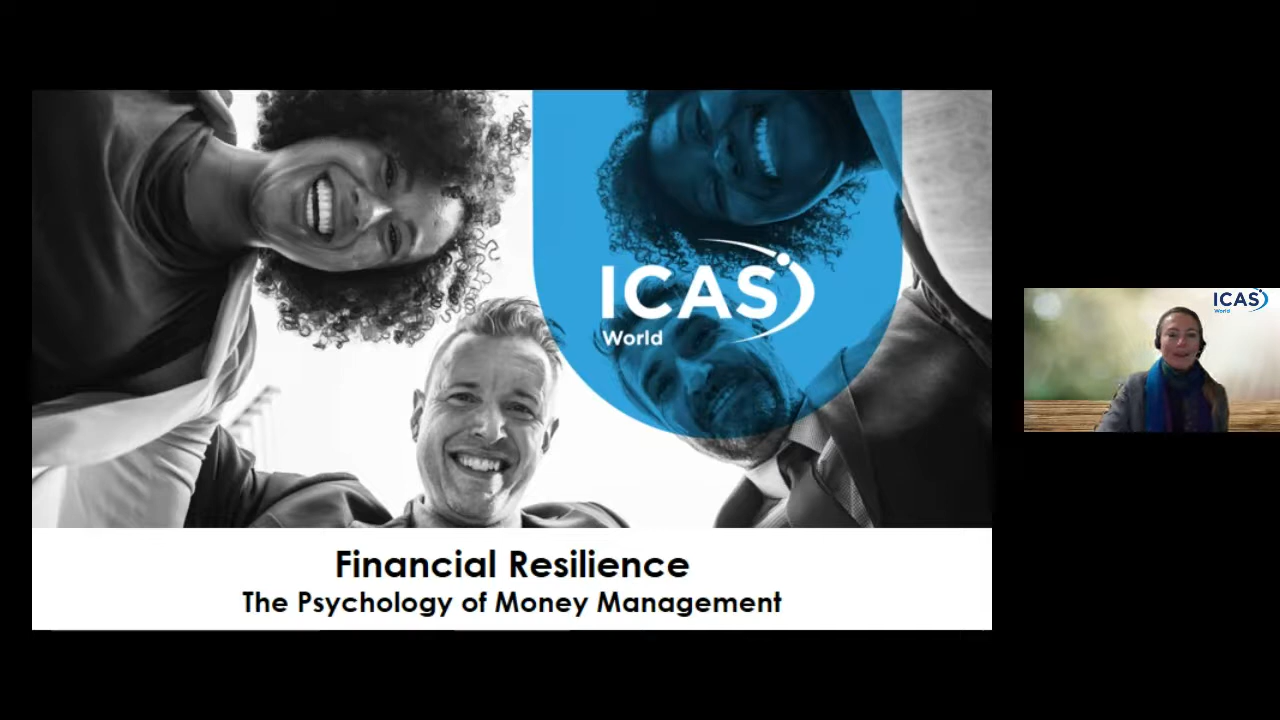 ICAS
World
Financial Resilience
The Psychology of Money Management
ICAS
World